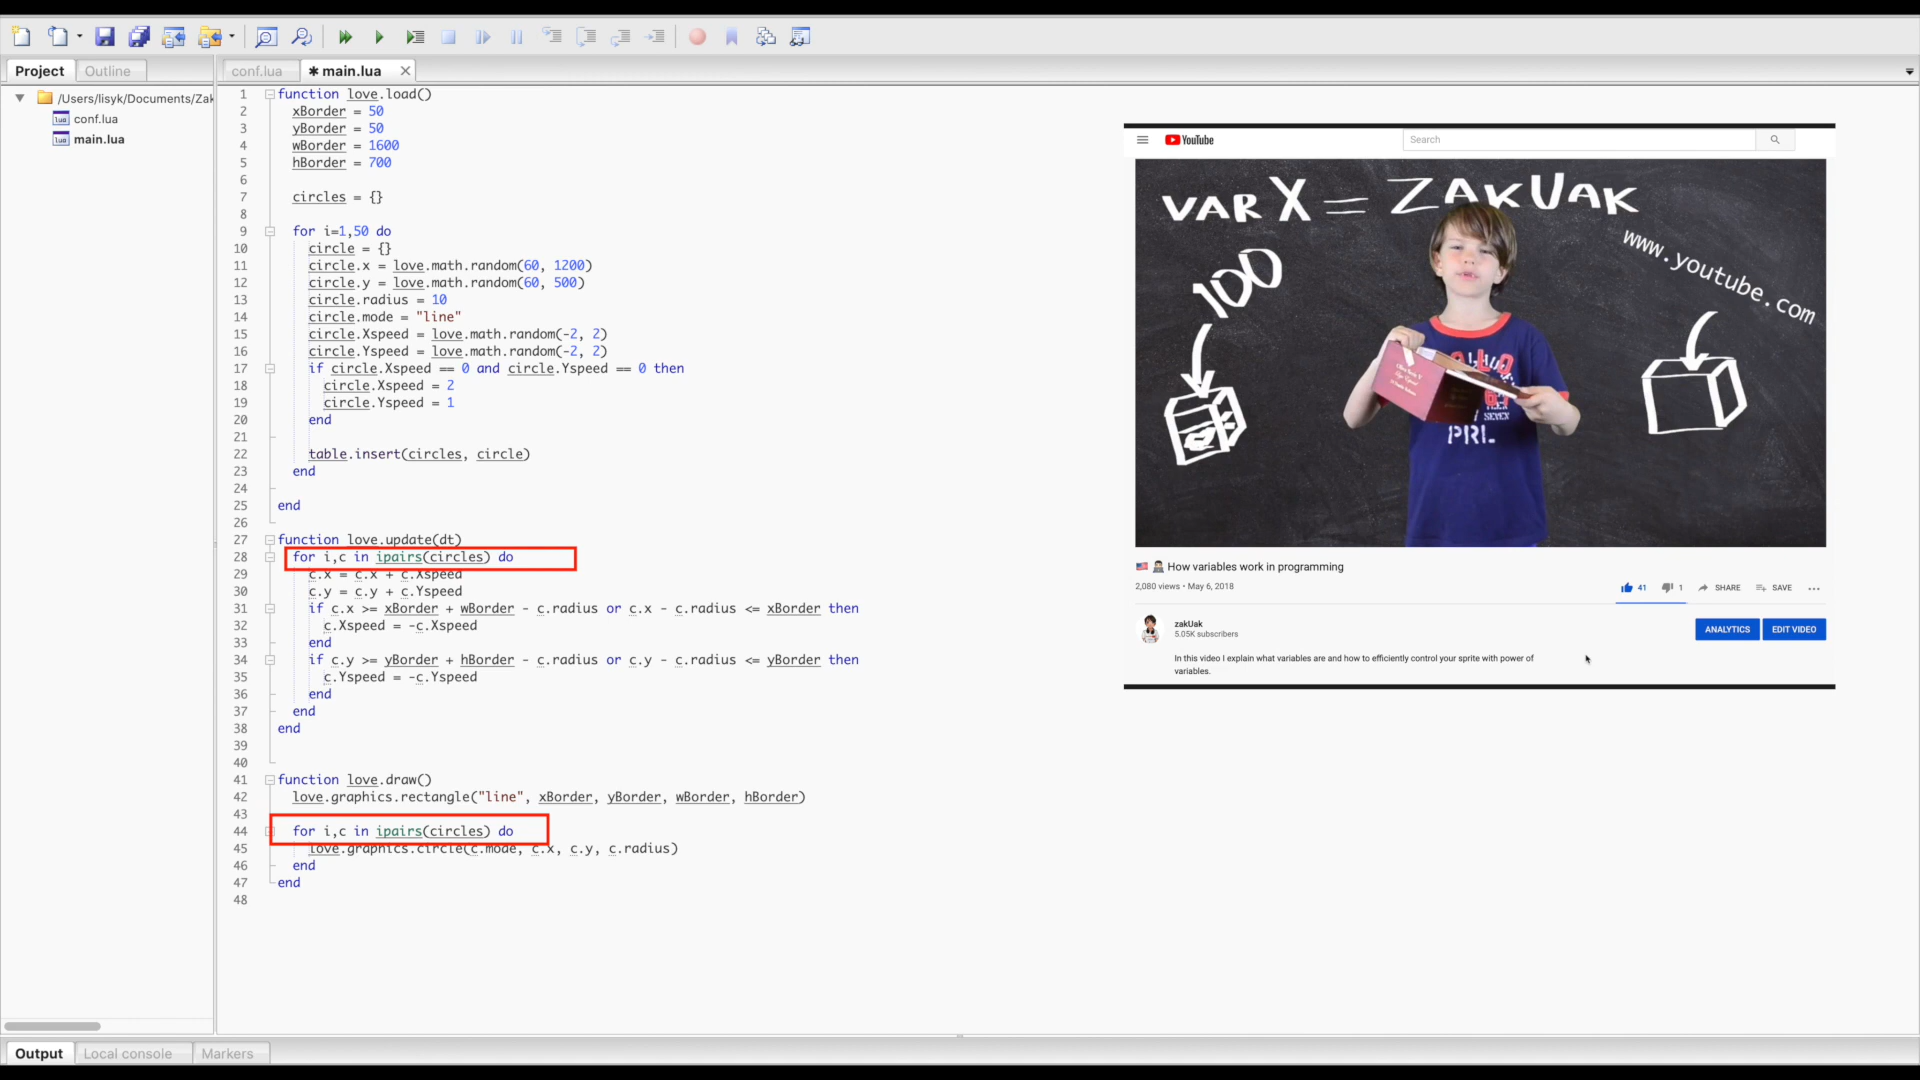 Project
Outline
conf.lua
✱ main.lua
/Users/lisyk/Documents/Zak
conf.lua
main.lua
1 function love.load()
2 xBorder = 50
3 yBorder = 50
4 wBorder = 1600
5 hBorder = 700
6
7 circles = {}
8
9 for i=1,50 do
10 circle = {}
11 circle.x = love.math.random(60, 1200)
12 circle.y = love.math.random(60, 500)
13 circle.radius = 10
14 circle.mode = "line"
15 circle.Xspeed = love.math.random(-2, 2)
16 circle.Yspeed = love.math.random(-2, 2)
17 if circle.Xspeed == 0 and circle.Yspeed == 0 then
18 circle.Xspeed = 2
19 circle.Yspeed = 1
20 end
21
22 table.insert(circles, circle)
23 end
24
25 end
26
27 function love.update(dt)
28 for i,c in ipairs(circles) do
29 c.x = c.x + c.Xspeed
30 c.y = c.y + c.Yspeed
31 if c.x >= xBorder + wBorder - c.radius or c.x - c.radius <= xBorder then
32 c.Xspeed = -c.Xspeed
33 end
34 if c.y >= yBorder + hBorder - c.radius or c.y - c.radius <= yBorder then
35 c.Yspeed = -c.Yspeed
36 end
37 end
38 end
39
40
41 function love.draw()
42 love.graphics.rectangle("line", xBorder, yBorder, wBorder, hBorder)
43
44 for i,c in ipairs(circles) do
45 love.graphics.circle(c.mode, c.x, c.y, c.radius)
46 end
47 end
48
YouTube
Search
VAR X = ZAKUAK
100
www.youtube.com
SEVEN
PRL
How variables work in programming
2,080 views • May 6, 2018
41
1
SHARE
SAVE
zakUak
5.05K subscribers
ANALYTICS
EDIT VIDEO
In this video I explain what variables are and how to efficiently control your sprite with power of
variables.
Output
Local console
Markers